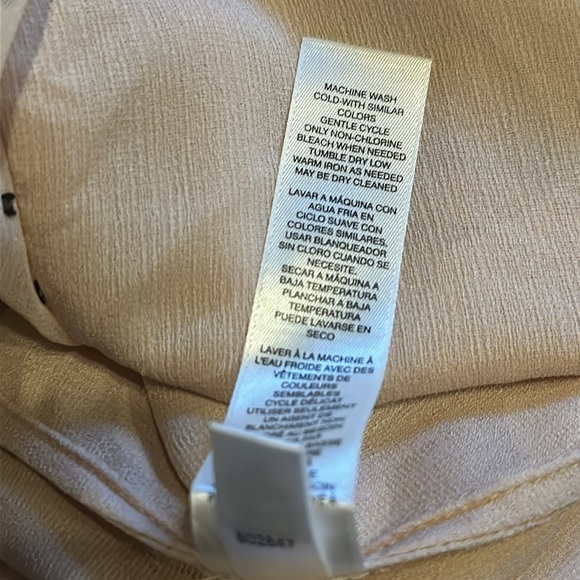 MACHINE WASH
COLD-WITH SIMILAR
COLORS
GENTLE CYCLE
ONLY NON-CHLORINE
BLEACH WHEN NEEDED
TUMBLE DRY LOW
WARM IRON AS NEEDED
MAY BE DRY CLEANED
LAVAR A MÁQUINA CON
AGUA FRIA EN
CICLO SUAVE CON
COLORES SIMILARES.
USAR BLANQUEADOR
SIN CLORO CUANDO SE
NECESITE.
SECAR A MÁQUINA A
BAJA TEMPERATURA
PLANCHAR A BAJA
TEMPERATURA
PUEDE LAVARSE EN
SECO
LAVER À LA MACHINE À
L'EAU FROIDE AVEC DES
VÊTEMENTS DE
COULEURS
SEMBLABLES
CYCLE DÉLICAT
UTILISER SEULEMENT
UN AGENT DE
BLANCHIMENT NON
AU BESOIN